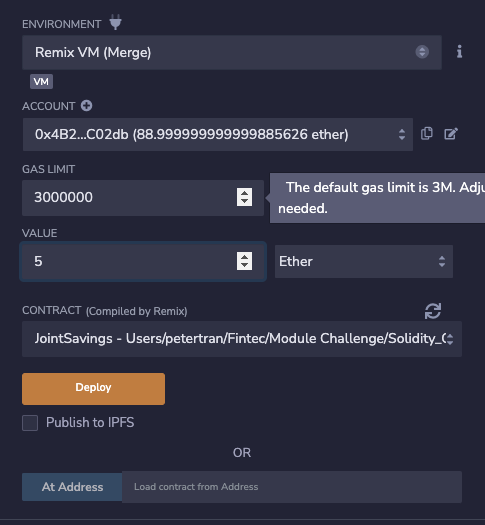 ENVIRONMENT
Remix VM (Merge)
VM
ACCOUNT
0x4B2...C02db (88.999999999999885626 ether)
GAS LIMIT
3000000
The default gas limit is 3M. Adju
needed.
VALUE
5
Ether
CONTRACT (Compiled by Remix)
JointSavings - Users/petertran/Fintec/Module Challenge/Solidity_C
Deploy
Publish to IPFS
OR
At Address
Load contract from Address